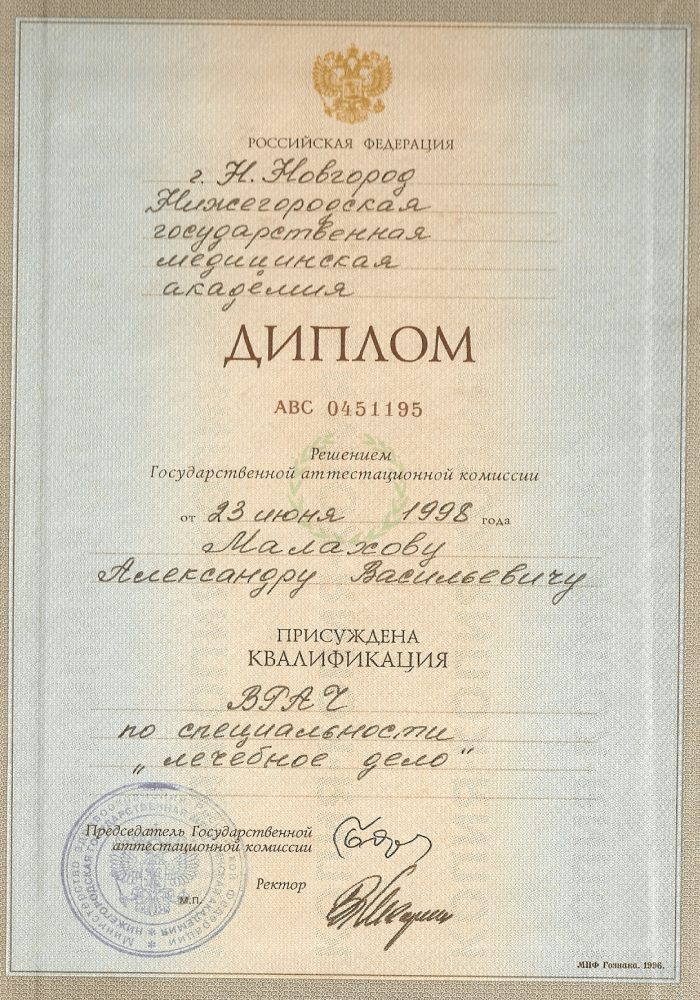 РОССИЙСКАЯ ФЕДЕРАЦИЯ
г. Н. Новгород
Нижегородская
государственная
медицинская
академия
ДИПЛОМ
АВС 0451195
Решением
Государственной аттестационной комиссии
от 23 июня 1998 года
Малахову
Александру Васильевичу
ПРИСУЖДЕНА
КВАЛИФИКАЦИЯ
ВРАЧ
по специальности
„лечебное дело“
Председатель Государственной
аттестационной комиссии
Ректор
М.П.
МПФ Гознака. 1996.